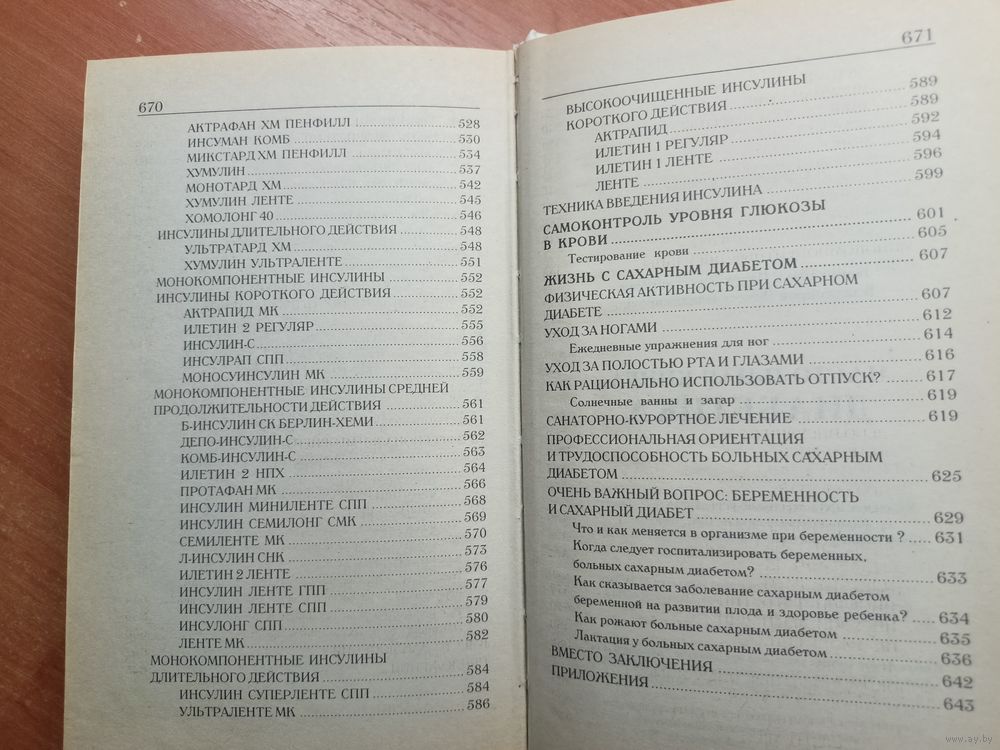 670
АКТРАФАН ХМ ПЕНФИЛЛ 528
ИНСУМАН КОМБ 530
МИКСТАРД ХМ ПЕНФИЛЛ 534
ХУМУЛИН 537
МОНОТАРД ХМ 542
ХУМУЛИН ЛЕНТЕ 545
ХОМОЛОНГ 40 546
ИНСУЛИНЫ ДЛИТЕЛЬНОГО ДЕЙСТВИЯ 548
УЛЬТРАТАРД ХМ 548
ХУМУЛИН УЛЬТРАЛЕНТЕ 551
МОНОКОМПОНЕНТНЫЕ ИНСУЛИНЫ 552
ИНСУЛИНЫ КОРОТКОГО ДЕЙСТВИЯ 552
АКТРАПИД МК 552
ИЛЕТИН 2 РЕГУЛЯР 555
ИНСУЛИН-С 556
ИНСУЛРАП СПП 558
МОНОСУИНСУЛИН МК 559
МОНОКОМПОНЕНТНЫЕ ИНСУЛИНЫ СРЕДНЕЙ
ПРОДОЛЖИТЕЛЬНОСТИ ДЕЙСТВИЯ 561
Б-ИНСУЛИН СК БЕРЛИН-ХЕМИ 561
ДЕПО-ИНСУЛИН-С 562
КОМБ-ИНСУЛИН-С 563
ИЛЕТИН 2 НПХ 564
ПРОТАФАН МК 566
ИНСУЛИН МИНИЛЕНТЕ СПП 568
ИНСУЛИН СЕМИЛОНГ СМК 569
СЕМИЛЕНТЕ МК 570
Л-ИНСУЛИН СНК 573
ИЛЕТИН 2 ЛЕНТЕ 576
ИНСУЛИН ЛЕНТЕ ГПП 577
ИНСУЛИН ЛЕНТЕ СПП 579
ИНСУЛОНГ СПП 580
ЛЕНТЕ МК 582
МОНОКОМПОНЕНТНЫЕ ИНСУЛИНЫ
ДЛИТЕЛЬНОГО ДЕЙСТВИЯ 584
ИНСУЛИН СУПЕРЛЕНТЕ СПП 584
УЛЬТРАЛЕНТЕ МК 586
671
ВЫСОКООЧИЩЕННЫЕ ИНСУЛИНЫ
КОРОТКОГО ДЕЙСТВИЯ 589
АКТРАПИД 589
ИЛЕТИН 1 РЕГУЛЯР 592
ИЛЕТИН 1 ЛЕНТЕ 594
ЛЕНТЕ 596
ТЕХНИКА ВВЕДЕНИЯ ИНСУЛИНА 599
САМОКОНТРОЛЬ УРОВНЯ ГЛЮКОЗЫ
В КРОВИ 601
Тестирование крови 605
ЖИЗНЬ С САХАРНЫМ ДИАБЕТОМ 607
ФИЗИЧЕСКАЯ АКТИВНОСТЬ ПРИ САХАРНОМ
ДИАБЕТЕ 607
УХОД ЗА НОГАМИ 612
Ежедневные упражнения для ног 614
УХОД ЗА ПОЛОСТЬЮ РТА И ГЛАЗАМИ 616
КАК РАЦИОНАЛЬНО ИСПОЛЬЗОВАТЬ ОТПУСК? 617
Солнечные ванны и загар 619
САНАТОРНО-КУРОРТНОЕ ЛЕЧЕНИЕ 619
ПРОФЕССИОНАЛЬНАЯ ОРИЕНТАЦИЯ
И ТРУДОСПОСОБНОСТЬ БОЛЬНЫХ САХАРНЫМ
ДИАБЕТОМ 625
ОЧЕНЬ ВАЖНЫЙ ВОПРОС: БЕРЕМЕННОСТЬ
И САХАРНЫЙ ДИАБЕТ 629
Что и как меняется в организме при беременности ? 631
Когда следует госпитализировать беременных,
больных сахарным диабетом? 633
Как сказывается заболевание сахарным диабетом
беременной на развитии плода и здоровье ребенка? 634
Как рожают больные сахарным диабетом 635
Лактация у больных сахарным диабетом 636
ВМЕСТО ЗАКЛЮЧЕНИЯ 642
ПРИЛОЖЕНИЯ 643
www.ay.by